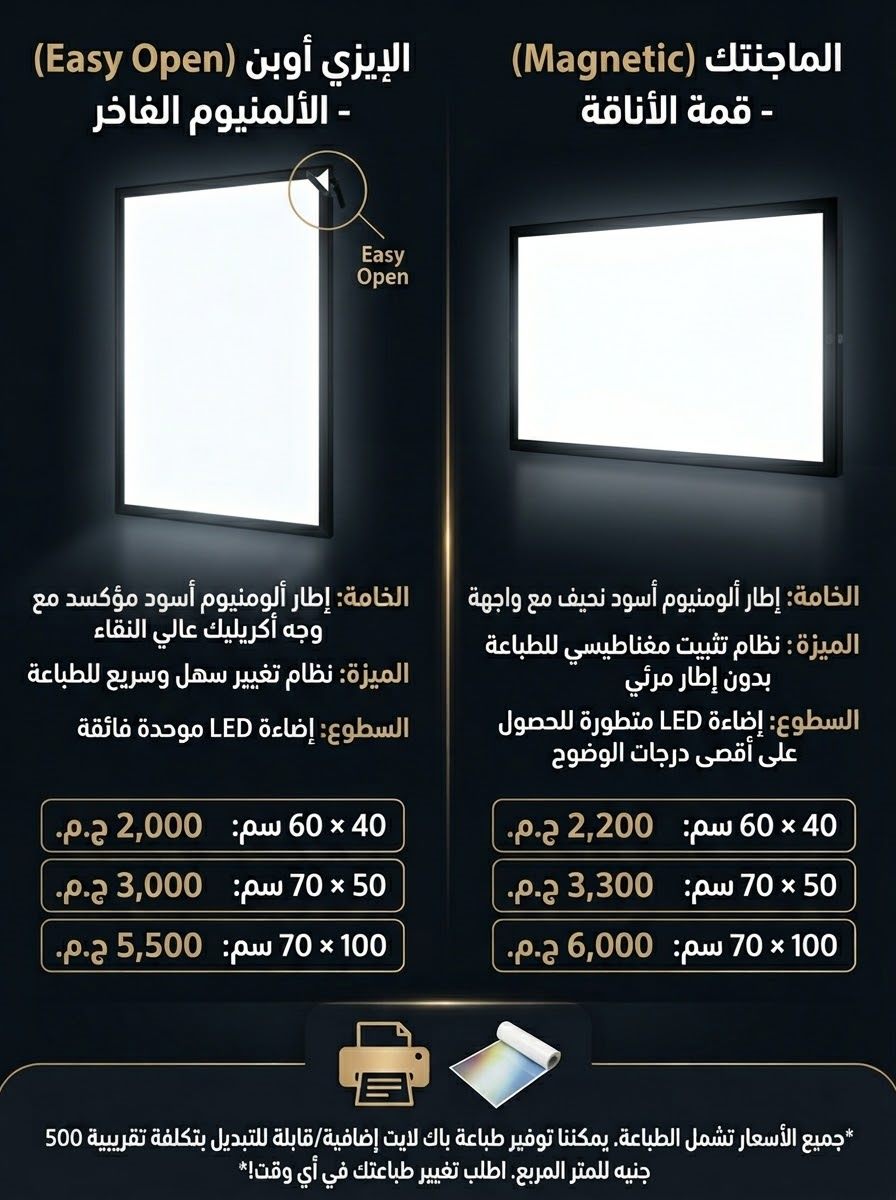 الماجنتك (Magnetic)
- قمة الأناقة
الخامة: إطار ألومنيوم أسود نحيف مع واجهة
الميزة: نظام تثبيت مغناطيسي للطباعة
بدون إطار مرئي
السطوع: إضاءة LED متطورة للحصول
على أقصى درجات الوضوح
40 × 60 سم: 2,200 ج.م.
50 × 70 سم: 3,300 ج.م.
100 × 70 سم: 6,000 ج.م.
الإيزي أوبن (Easy Open)
- الألمنيوم الفاخر
Easy
Open
الخامة: إطار ألومنيوم أسود مؤكسد مع
وجه أكريليك عالي النقاء
الميزة: نظام تغيير سهل وسريع للطباعة
السطوع: إضاءة LED موحدة فائقة
40 × 60 سم: 2,000 ج.م.
50 × 70 سم: 3,000 ج.م.
100 × 70 سم: 5,500 ج.م.
*جميع الأسعار تشمل الطباعة. يمكننا توفير طباعة باك لايت إضافية/قابلة للتبديل بتكلفة تقريبية 500
جنيه للمتر المربع. اطلب تغيير طباعتك في أي وقت!*